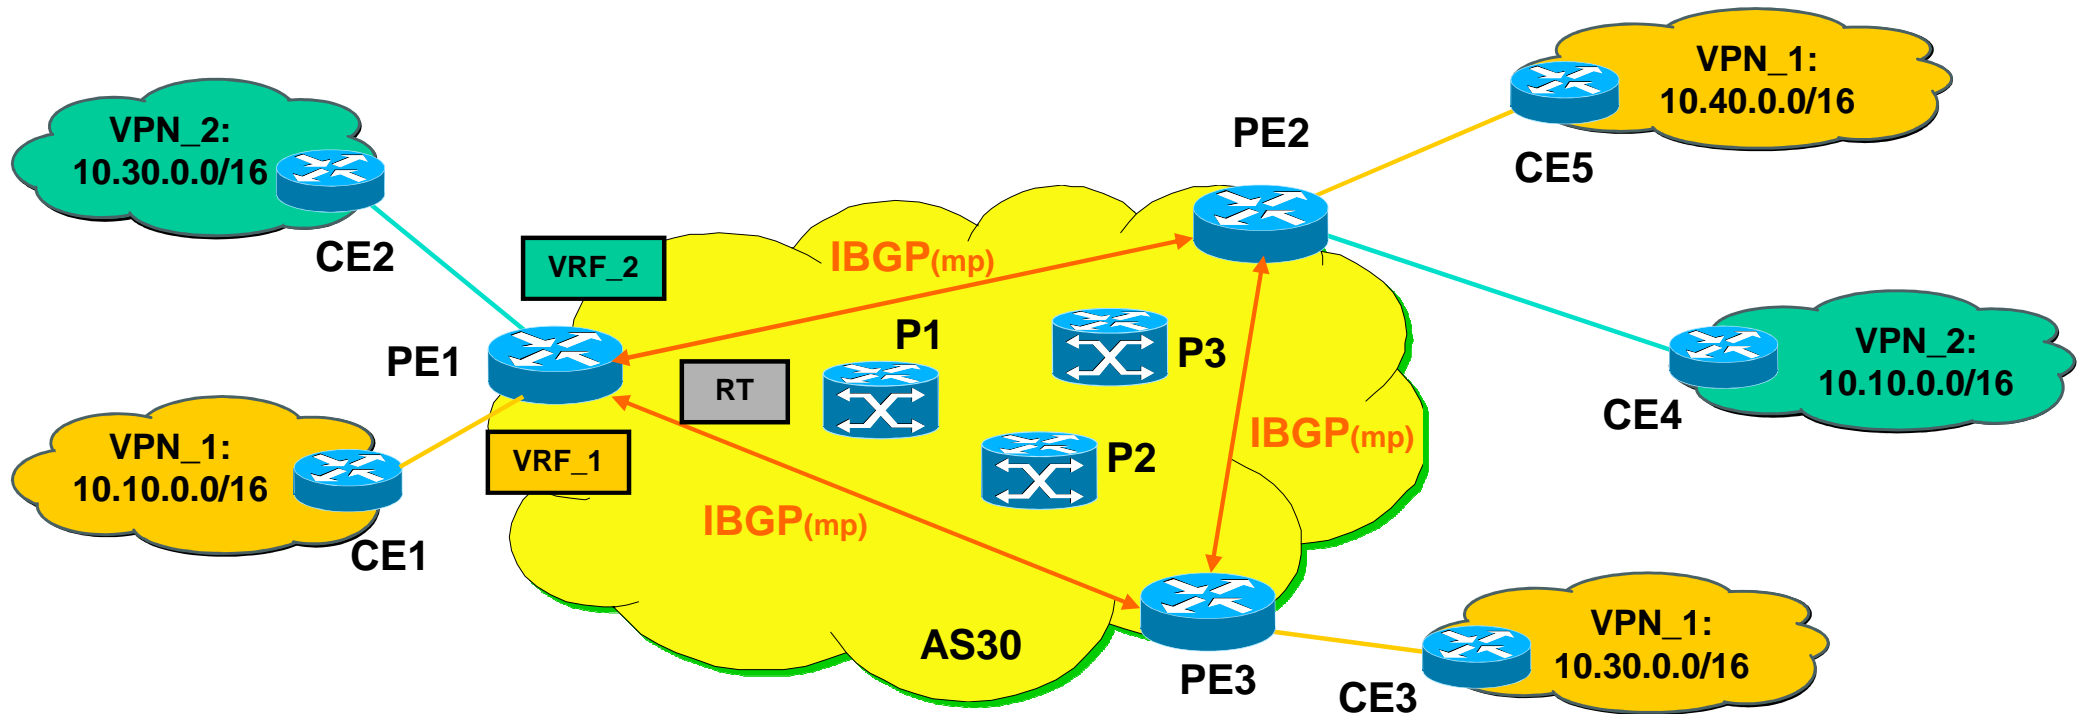 VPN_1:
10.40.0.0/16
PE2
CE5
VPN_2:
10.30.0.0/16
CE2
VRF_2
IBGP(mp)
P1
P3
PE1
RT
VPN_2:
10.10.0.0/16
CE4
VPN_1:
10.10.0.0/16
VRF_1
P2
IBGP(mp)
IBGP(mp)
CE1
AS30
PE3
VPN_1:
10.30.0.0/16
CE3